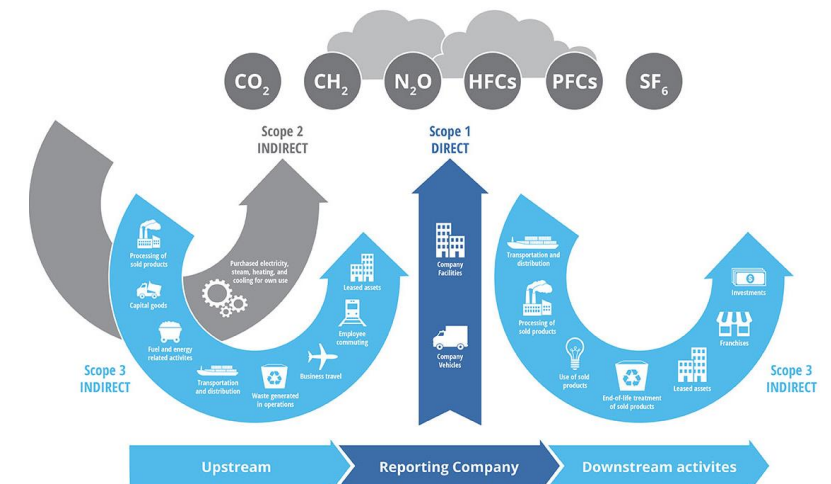 CO2
CH2
N2O
HFCs
PFCs
SF6
Scope 2
INDIRECT
Scope 1
DIRECT
Processing of
sold products
Capital goods
Fuel and energy
related activites
Transportation
and distribution
Waste generated
in operations
Business travel
Employee
commuting
Leased assets
Purchased electricity,
steam, heating, and
cooling for own use
Company
Facilities
Company
Vehicles
Transportation and
distribution
Processing of
sold products
Use of sold
products
End-of-life treatment
of sold products
Leased assets
Franchises
Investments
Scope 3
INDIRECT
Scope 3
INDIRECT
Upstream
Reporting Company
Downstream activites